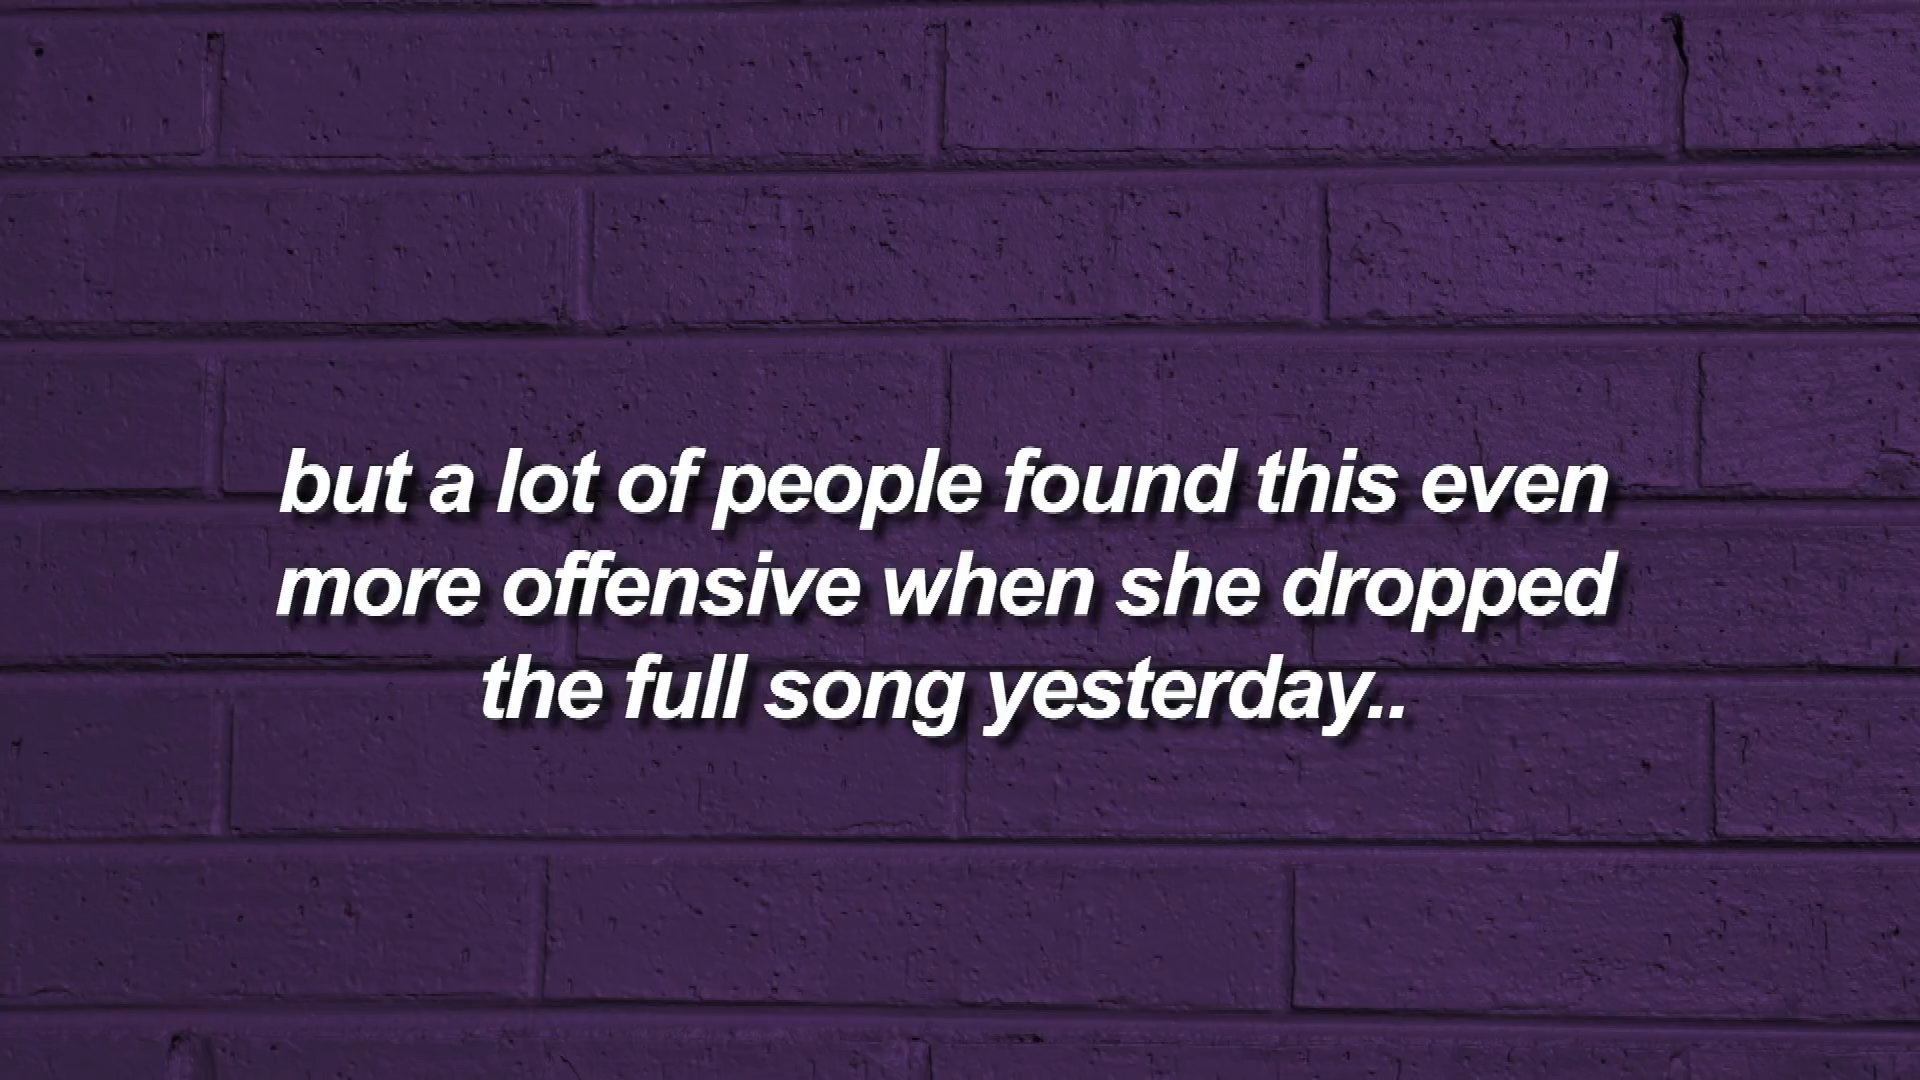 but a lot of people found this even
more offensive when she dropped
the full song yesterday..